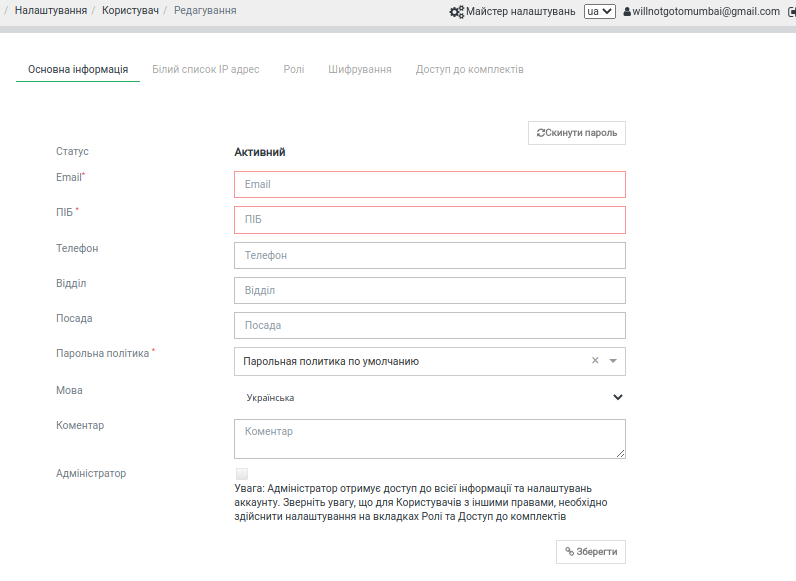 / Налаштування / Користувач / Редагування Майстер налаштувань ua willnotgotomumbai@gmail.com
Основна інформація Білий список IP адрес Ролі Шифрування Доступ до комплектів
Скинути пароль
Статус Активний
Email* Email
ПІБ * ПІБ
Телефон Телефон
Відділ Відділ
Посада Посада
Парольна політика * Парольная политика по умолчанию ×
Мова Українська
Коментар Коментар
Адміністратор
Увага: Адміністратор отримує доступ до всієї інформації та налаштувань
аккаунту. Зверніть увагу, що для Користувачів з іншими правами, необхідно
здійснити налаштування на вкладках Ролі та Доступ до комплектів
Зберегти